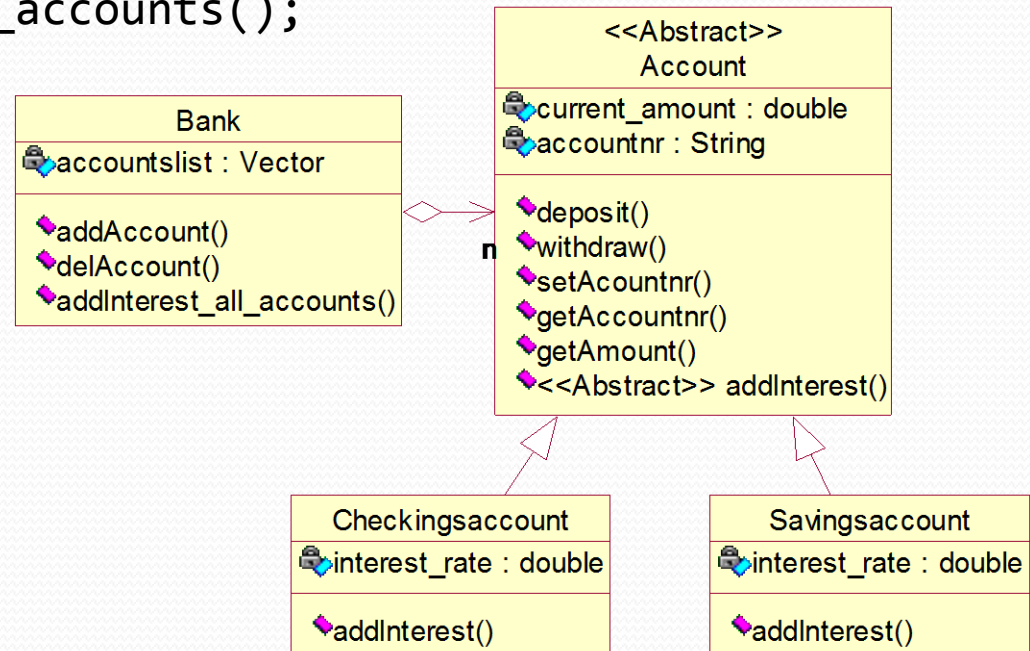 _accounts();
Bank
accountslist : Vector
addAccount()
delAccount()
addInterest_all_accounts()
n
<<Abstract>>
Account
current_amount : double
accountnr : String
deposit()
withdraw()
setAcountnr()
getAccountnr()
getAmount()
<<Abstract>> addInterest()
Checkingsaccount
interest_rate : double
addInterest()
Savingsaccount
interest_rate : double
addInterest()